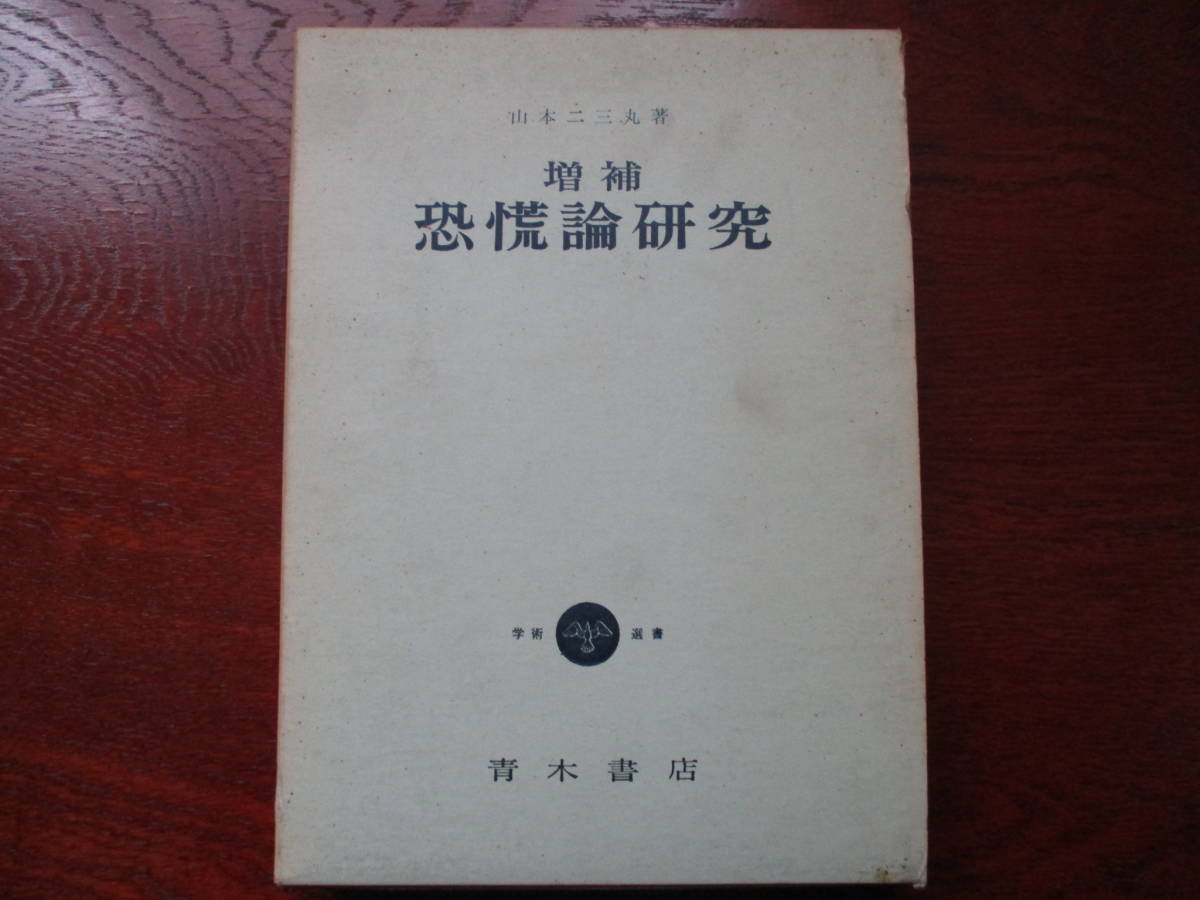 山本二三丸著
増補
恐慌論研究
学術 選書
青木書店